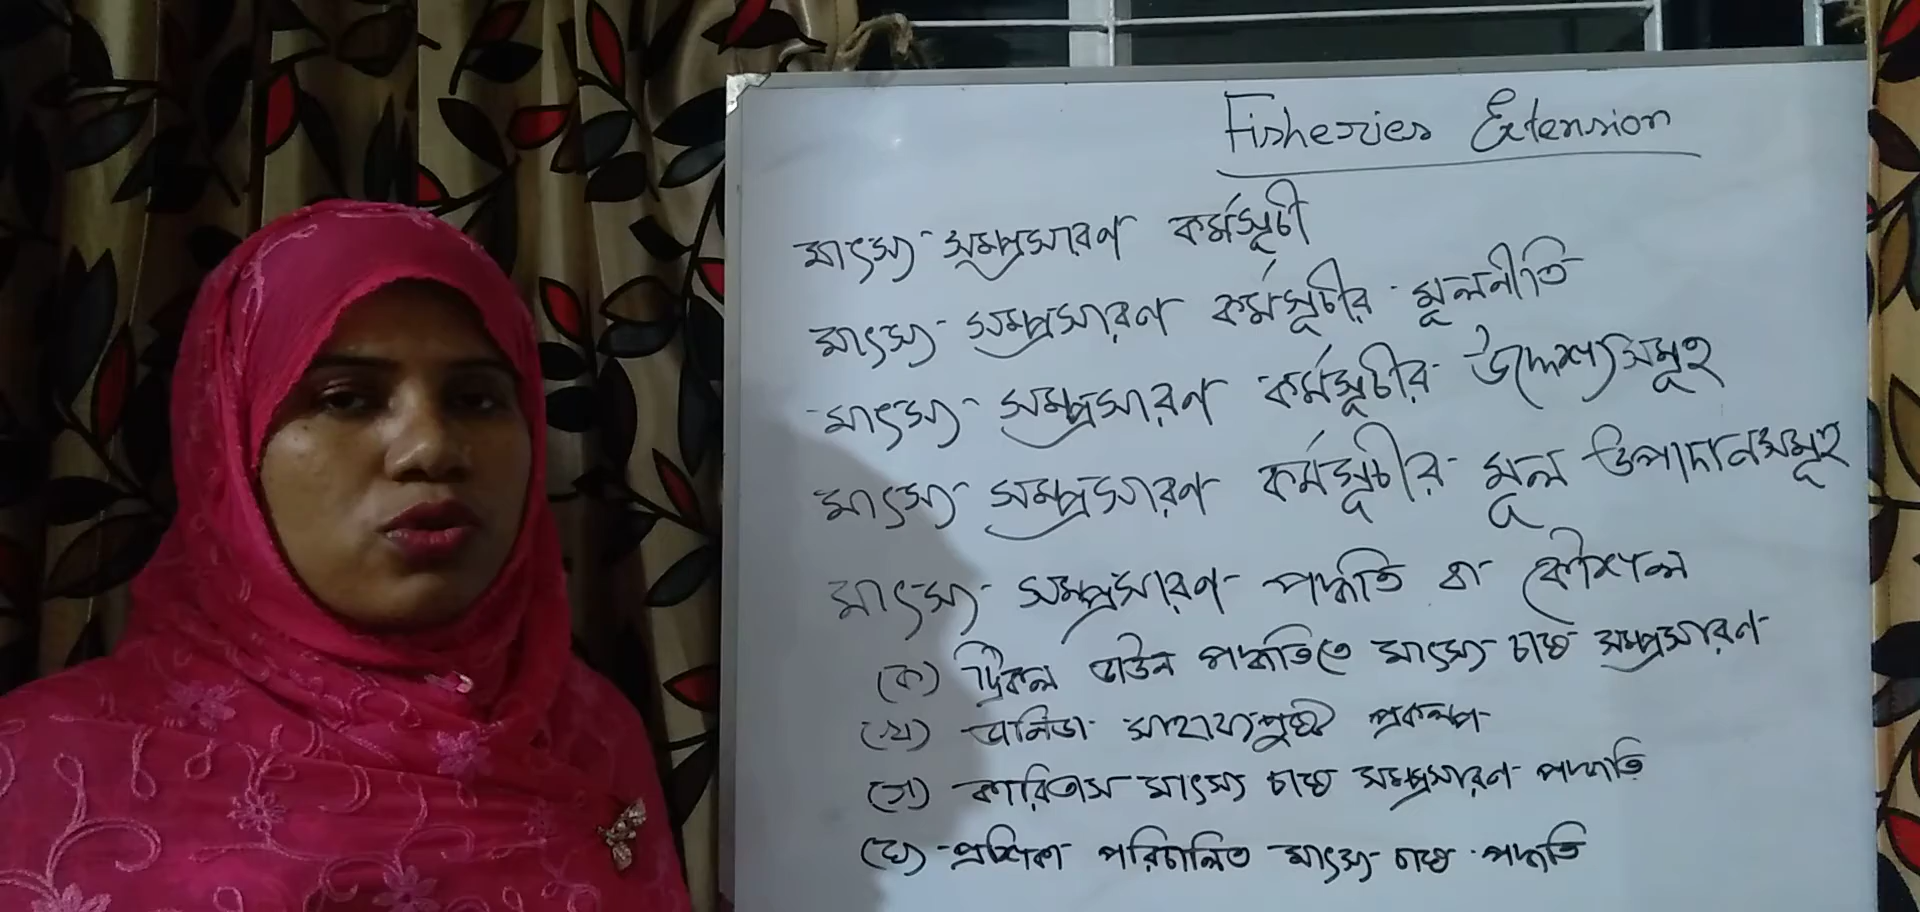 Fisheries Extension
মাৎস্য সম্প্রসারণ কর্মসূচী
মাৎস্য সম্প্রসারণ কর্মসূচীর মূলনীতি
মাৎস্য সম্প্রসারণ কর্মসূচীর উদ্দেশ্যসমূহ
মাৎস্য সম্প্রসারণ কর্মসূচীর মূল উপাদানসমূহ
মাৎস্য সম্প্রসারণ পদ্ধতি বা কৌশল
(ক) ট্রিকল ডাউন পদ্ধতিতে মাৎস্য চাষ সম্প্রসারণ
(খ) ডানিডা সাহায্যপুষ্ট প্রকল্প
(গ) কারিতাস মাৎস্য চাষ সম্প্রসারণ পদ্ধতি
(ঘ) প্রশিকা পরিচালিত মাৎস্য চাষ পদ্ধতি